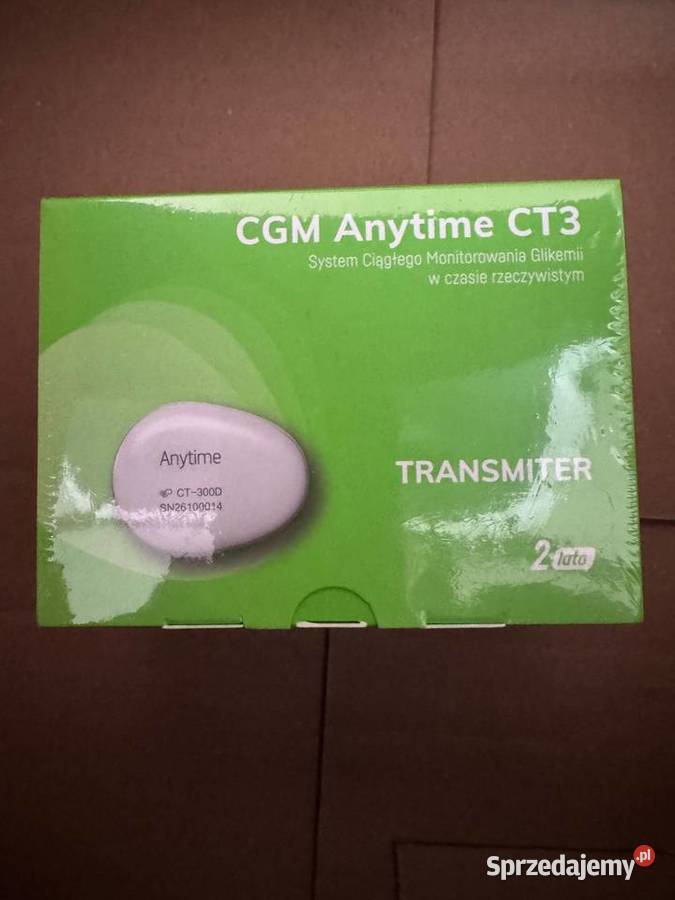 CGM Anytime CT3
System Ciągłego Monitorowania Glikemii
w czasie rzeczywistym
Anytime
CT-300D
SN26100014
TRANSMITER
2 lata
Sprzedajemy.pl